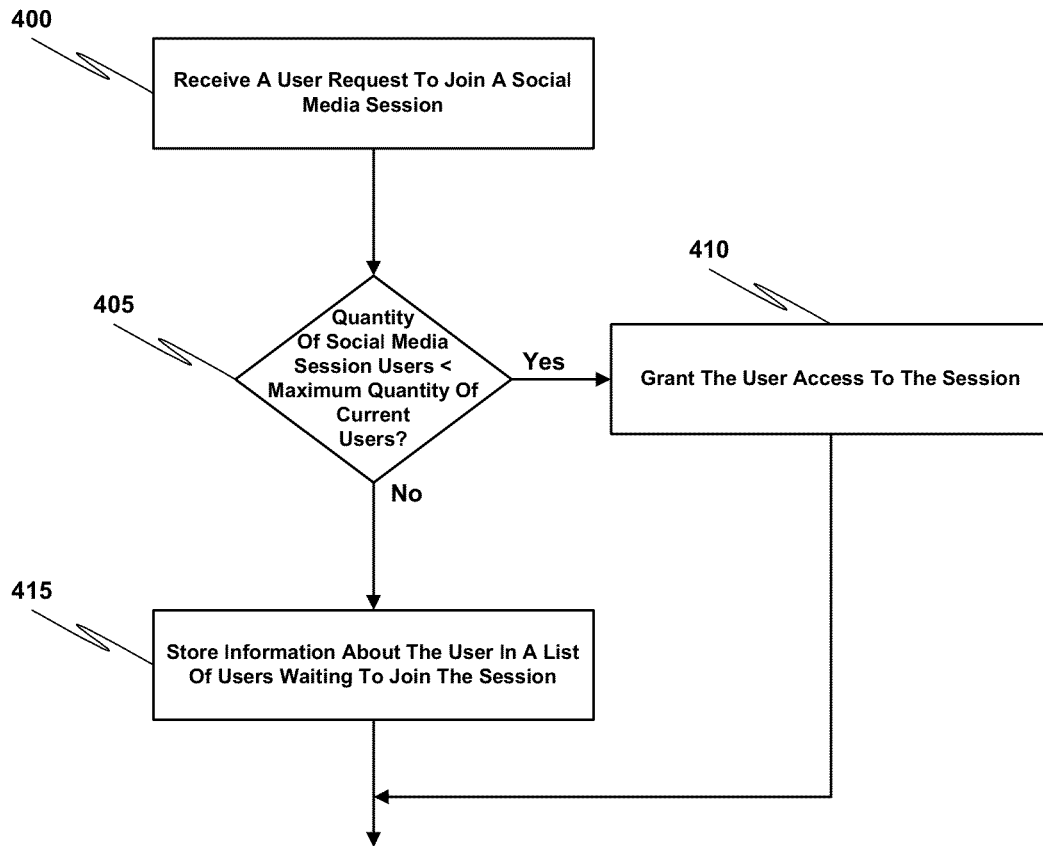 400
Receive A User Request To Join A Social
Media Session
410
405
Quantity
Of Social Media
Session Users <
Maximum Quantity Of
Current
Users?
Yes
Grant The User Access To The Session
No
415
Store Information About The User In A List
Of Users Waiting To Join The Session